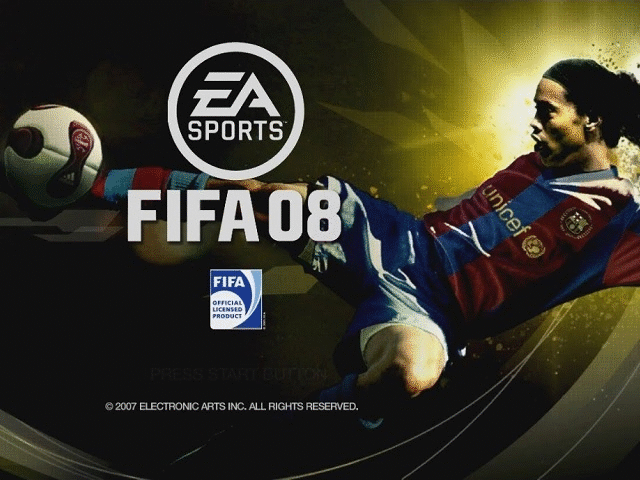 EA
SPORTS
FIFA 08
unicef
FIFA
OFFICIAL
LICENSED
PRODUCT
PRESS START BUTTON
© 2007 ELECTRONIC ARTS INC. ALL RIGHTS RESERVED.